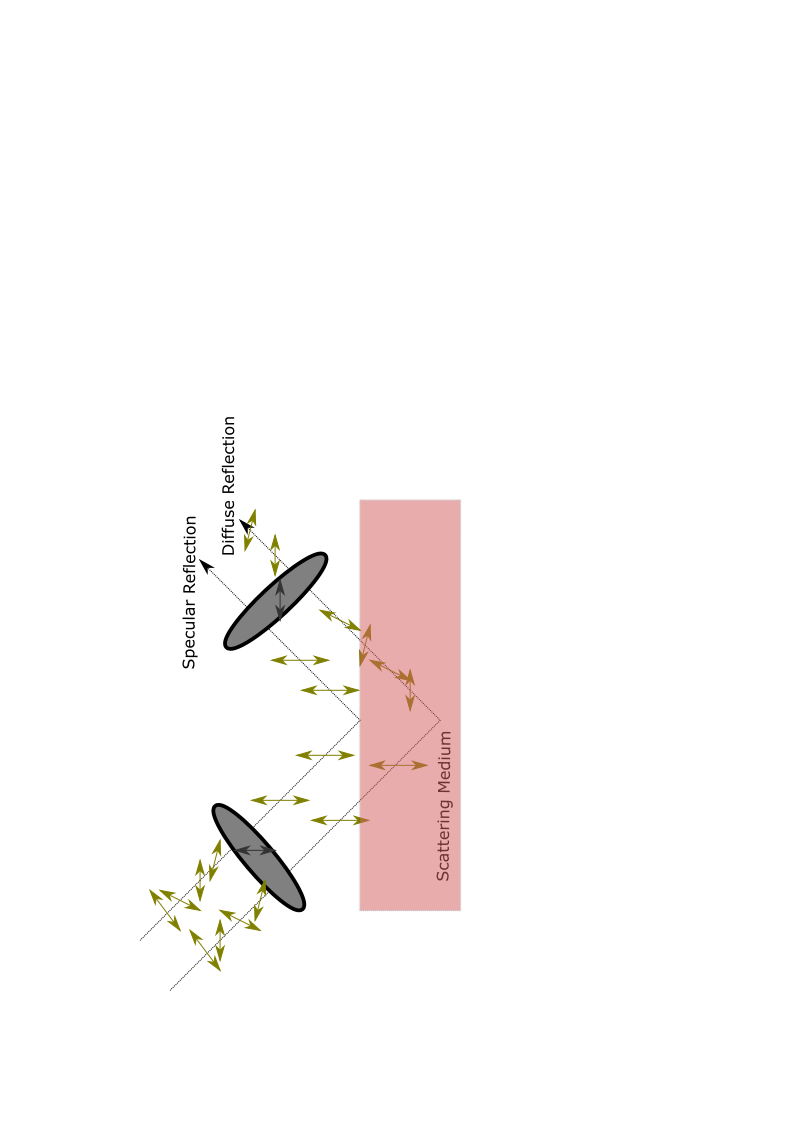 Specular Reflection
Diffuse Reflection
Scattering Medium